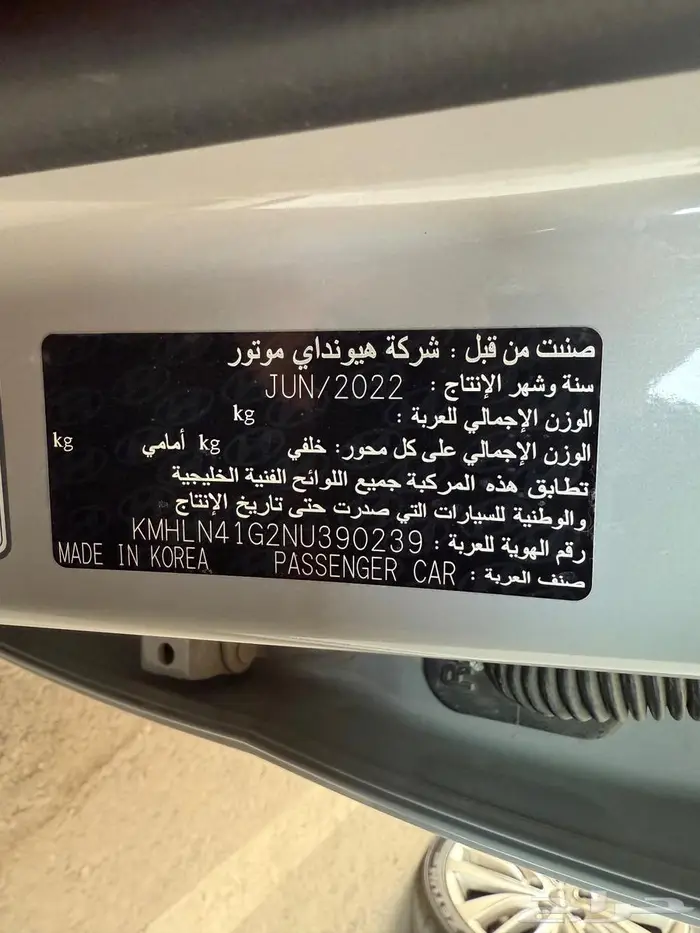 صنعت من قبل : شركة هيونداي موتور
سنة وشهر الإنتاج : JUN/2022
الوزن الإجمالي للعربة : kg
الوزن الإجمالي على كل محور: خلفي kg أمامي kg
تطابق هذه المركبة جميع اللوائح الفنية الخليجية
والوطنية للسيارات التي صدرت حتى تاريخ الإنتاج
رقم الهوية للعربة : KMHLN41G2NU390239
صنف العربة : PASSENGER CAR MADE IN KOREA
حراج